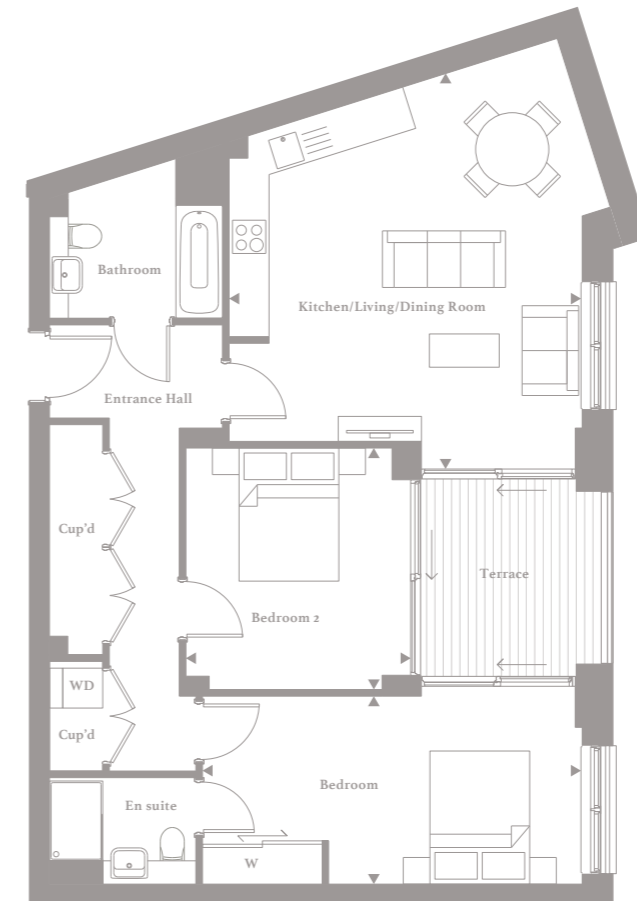 Bathroom
Kitchen/Living/Dining Room
Entrance Hall
Cup'd
Terrace
Bedroom 2
WD
Cup'd
Bedroom
En suite
W